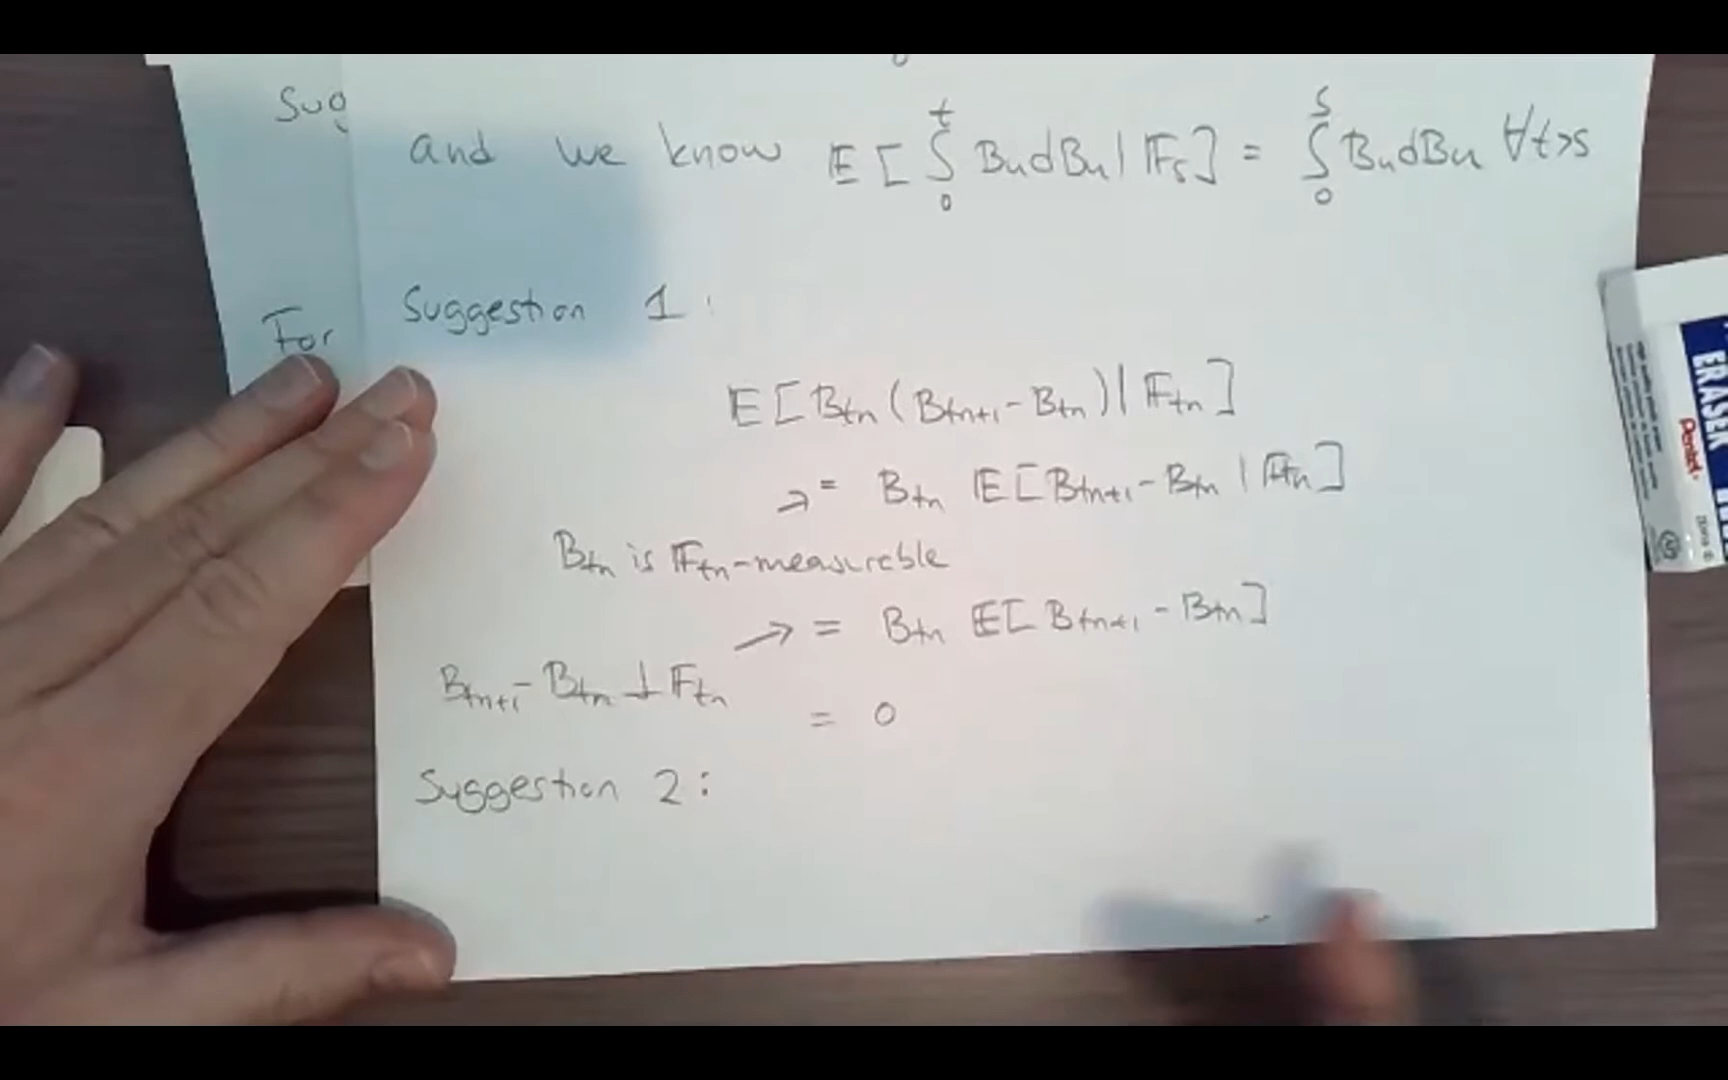 Sug
and we know E[∫₀ᵗ BudBu | Fs] = ∫₀ˢ BudBu ∀t>s
For
Suggestion 1:
E[Btn(Btn+1 - Btn) | Ftn]
= Btn E[Btn+1 - Btn | Ftn]
Btn is Ftn-measurable
→ = Btn E[Btn+1 - Btn]
Btn+1 - Btn ⊥ Ftn
= 0
Suggestion 2:
ERASER
Pentel